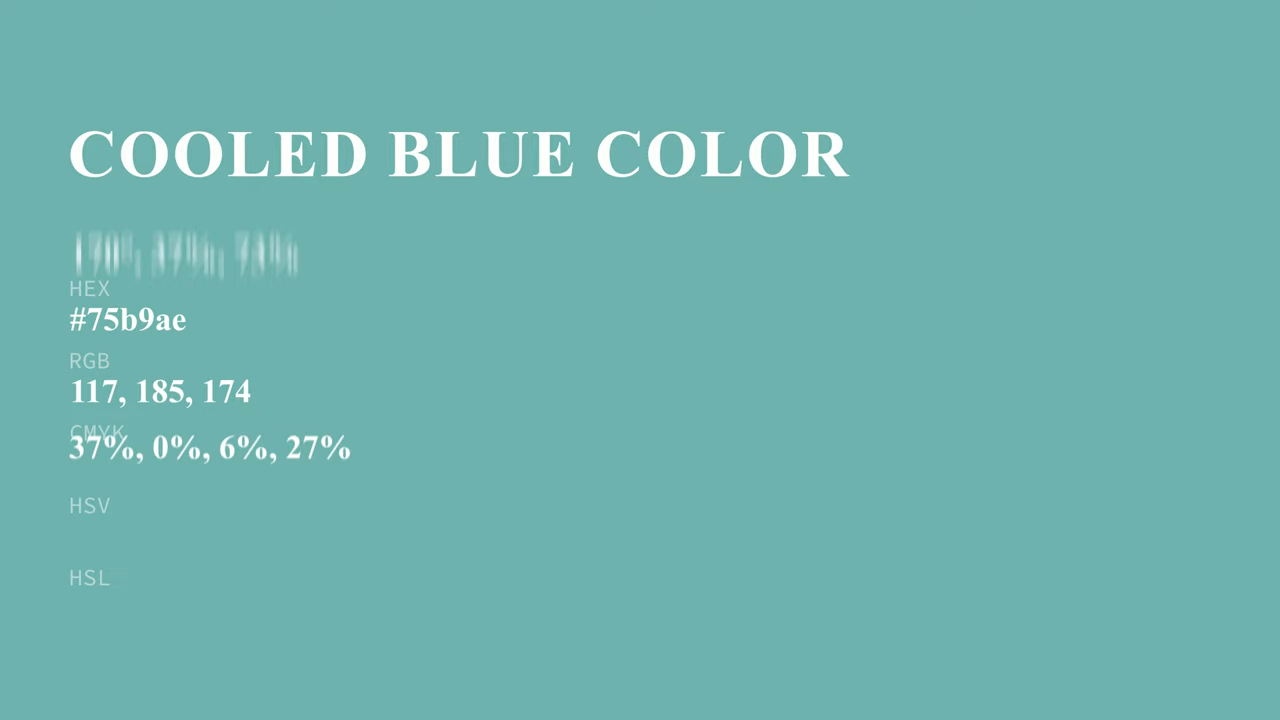 COOLED BLUE COLOR
HEX
#75b9ae
RGB
117, 185, 174
CMYK
37%, 0%, 6%, 27%
HSV
HSL